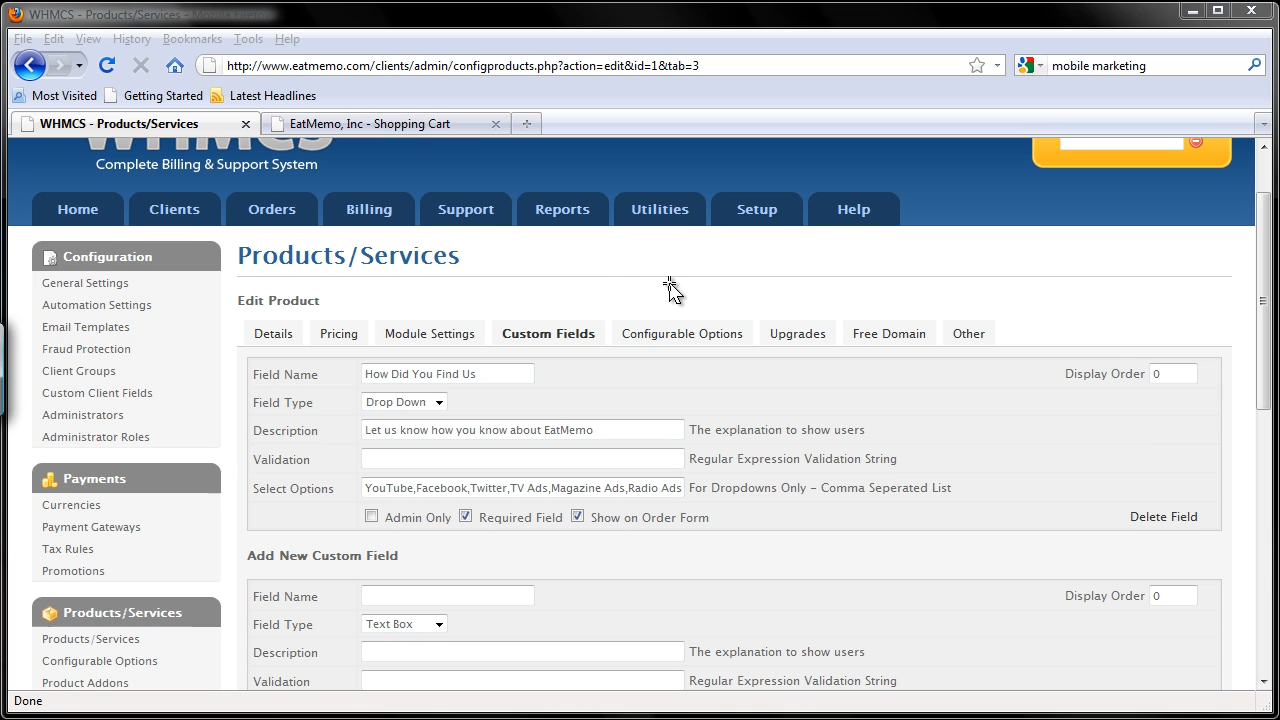 WHMCS - Products/Services - Mozilla Firefox
File Edit View History Bookmarks Tools Help
http://www.eatmemo.com/clients/admin/configproducts.php?action=edit&id=1&tab=3
mobile marketing
Most Visited Getting Started Latest Headlines
WHMCS - Products/Services
EatMemo, Inc - Shopping Cart
WHMCS
Complete Billing & Support System
Home Clients Orders Billing Support Reports Utilities Setup Help
Configuration
General Settings
Automation Settings
Email Templates
Fraud Protection
Client Groups
Custom Client Fields
Administrators
Administrator Roles
Payments
Currencies
Payment Gateways
Tax Rules
Promotions
Products/Services
Products/Services
Configurable Options
Product Addons
Products/Services
Edit Product
Details Pricing Module Settings Custom Fields Configurable Options Upgrades Free Domain Other
Field Name How Did You Find Us Display Order 0
Field Type Drop Down
Description Let us know how you know about EatMemo The explanation to show users
Validation Regular Expression Validation String
Select Options YouTube,Facebook,Twitter,TV Ads,Magazine Ads,Radio Ads For Dropdowns Only - Comma Seperated List
Admin Only Required Field Show on Order Form Delete Field
Add New Custom Field
Field Name Display Order 0
Field Type Text Box
Description The explanation to show users
Validation Regular Expression Validation String
Done